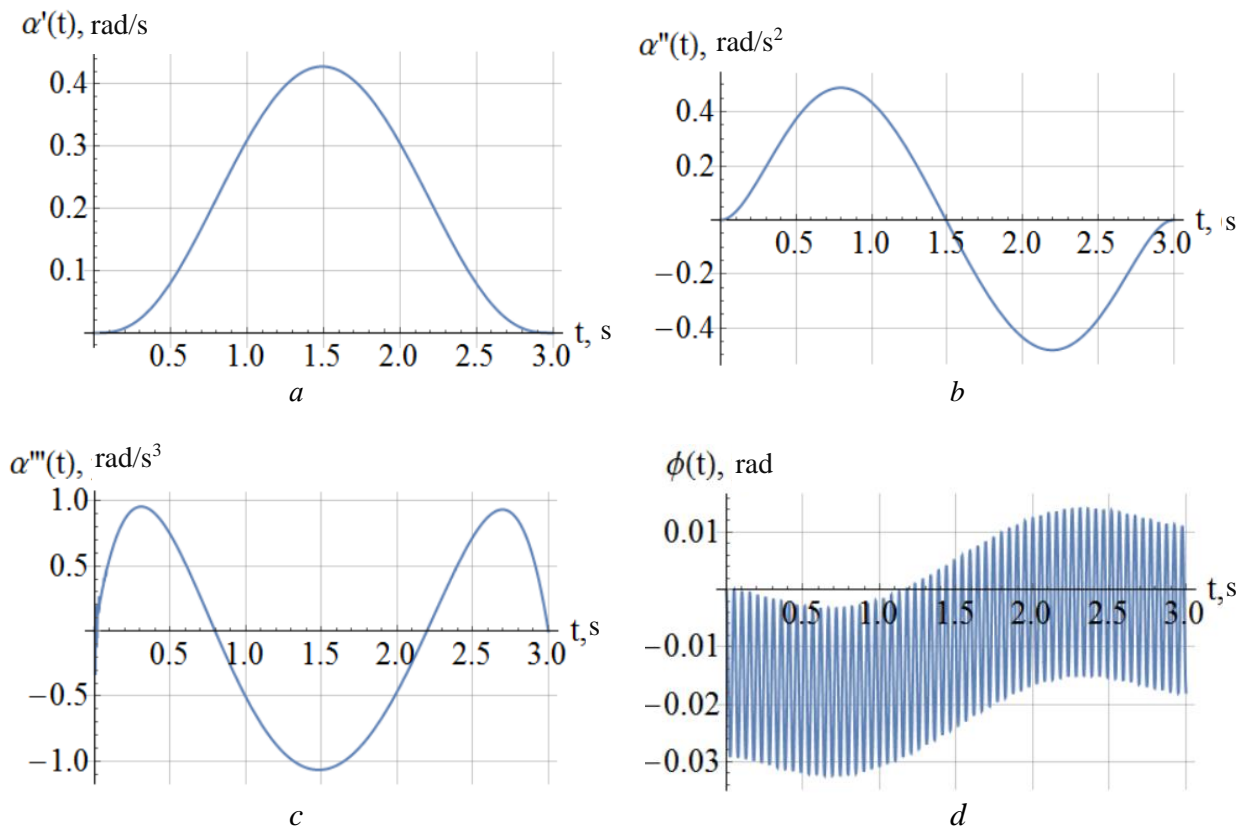 α'(t), rad/s
0.4
0.3
0.2
0.1
0.5 1.0 1.5 2.0 2.5 3.0 t, s
a
α''(t), rad/s²
0.4
0.2
0.5 1.0 1.5 2.0 2.5 3.0 t, s
−0.2
−0.4
b
α'''(t), rad/s³
1.0
0.5
0.5 1.0 1.5 2.0 2.5 3.0 t, s
−0.5
−1.0
c
ϕ(t), rad
0.01
0.5 1.0 1.5 2.0 2.5 3.0 t,s
−0.01
−0.02
−0.03
d